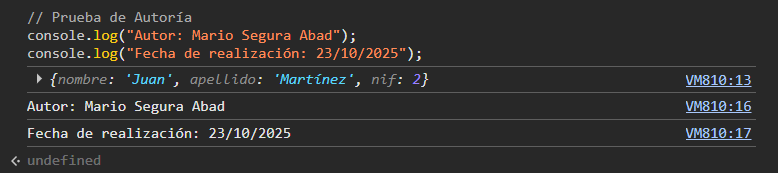 // Prueba de Autoría
console.log("Autor: Mario Segura Abad");
console.log("Fecha de realización: 23/10/2025");
{nombre: 'Juan', apellido: 'Martínez', nif: 2} VM810:13
Autor: Mario Segura Abad VM810:16
Fecha de realización: 23/10/2025 VM810:17
undefined